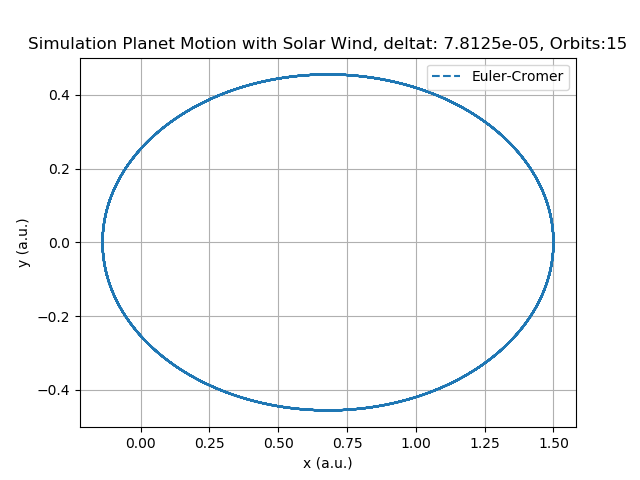 Simulation Planet Motion with Solar Wind, deltat: 7.8125e-05, Orbits:15
Euler-Cromer
0.4
0.2
0.0
−0.2
−0.4
y (a.u.)
0.00 0.25 0.50 0.75 1.00 1.25 1.50
x (a.u.)